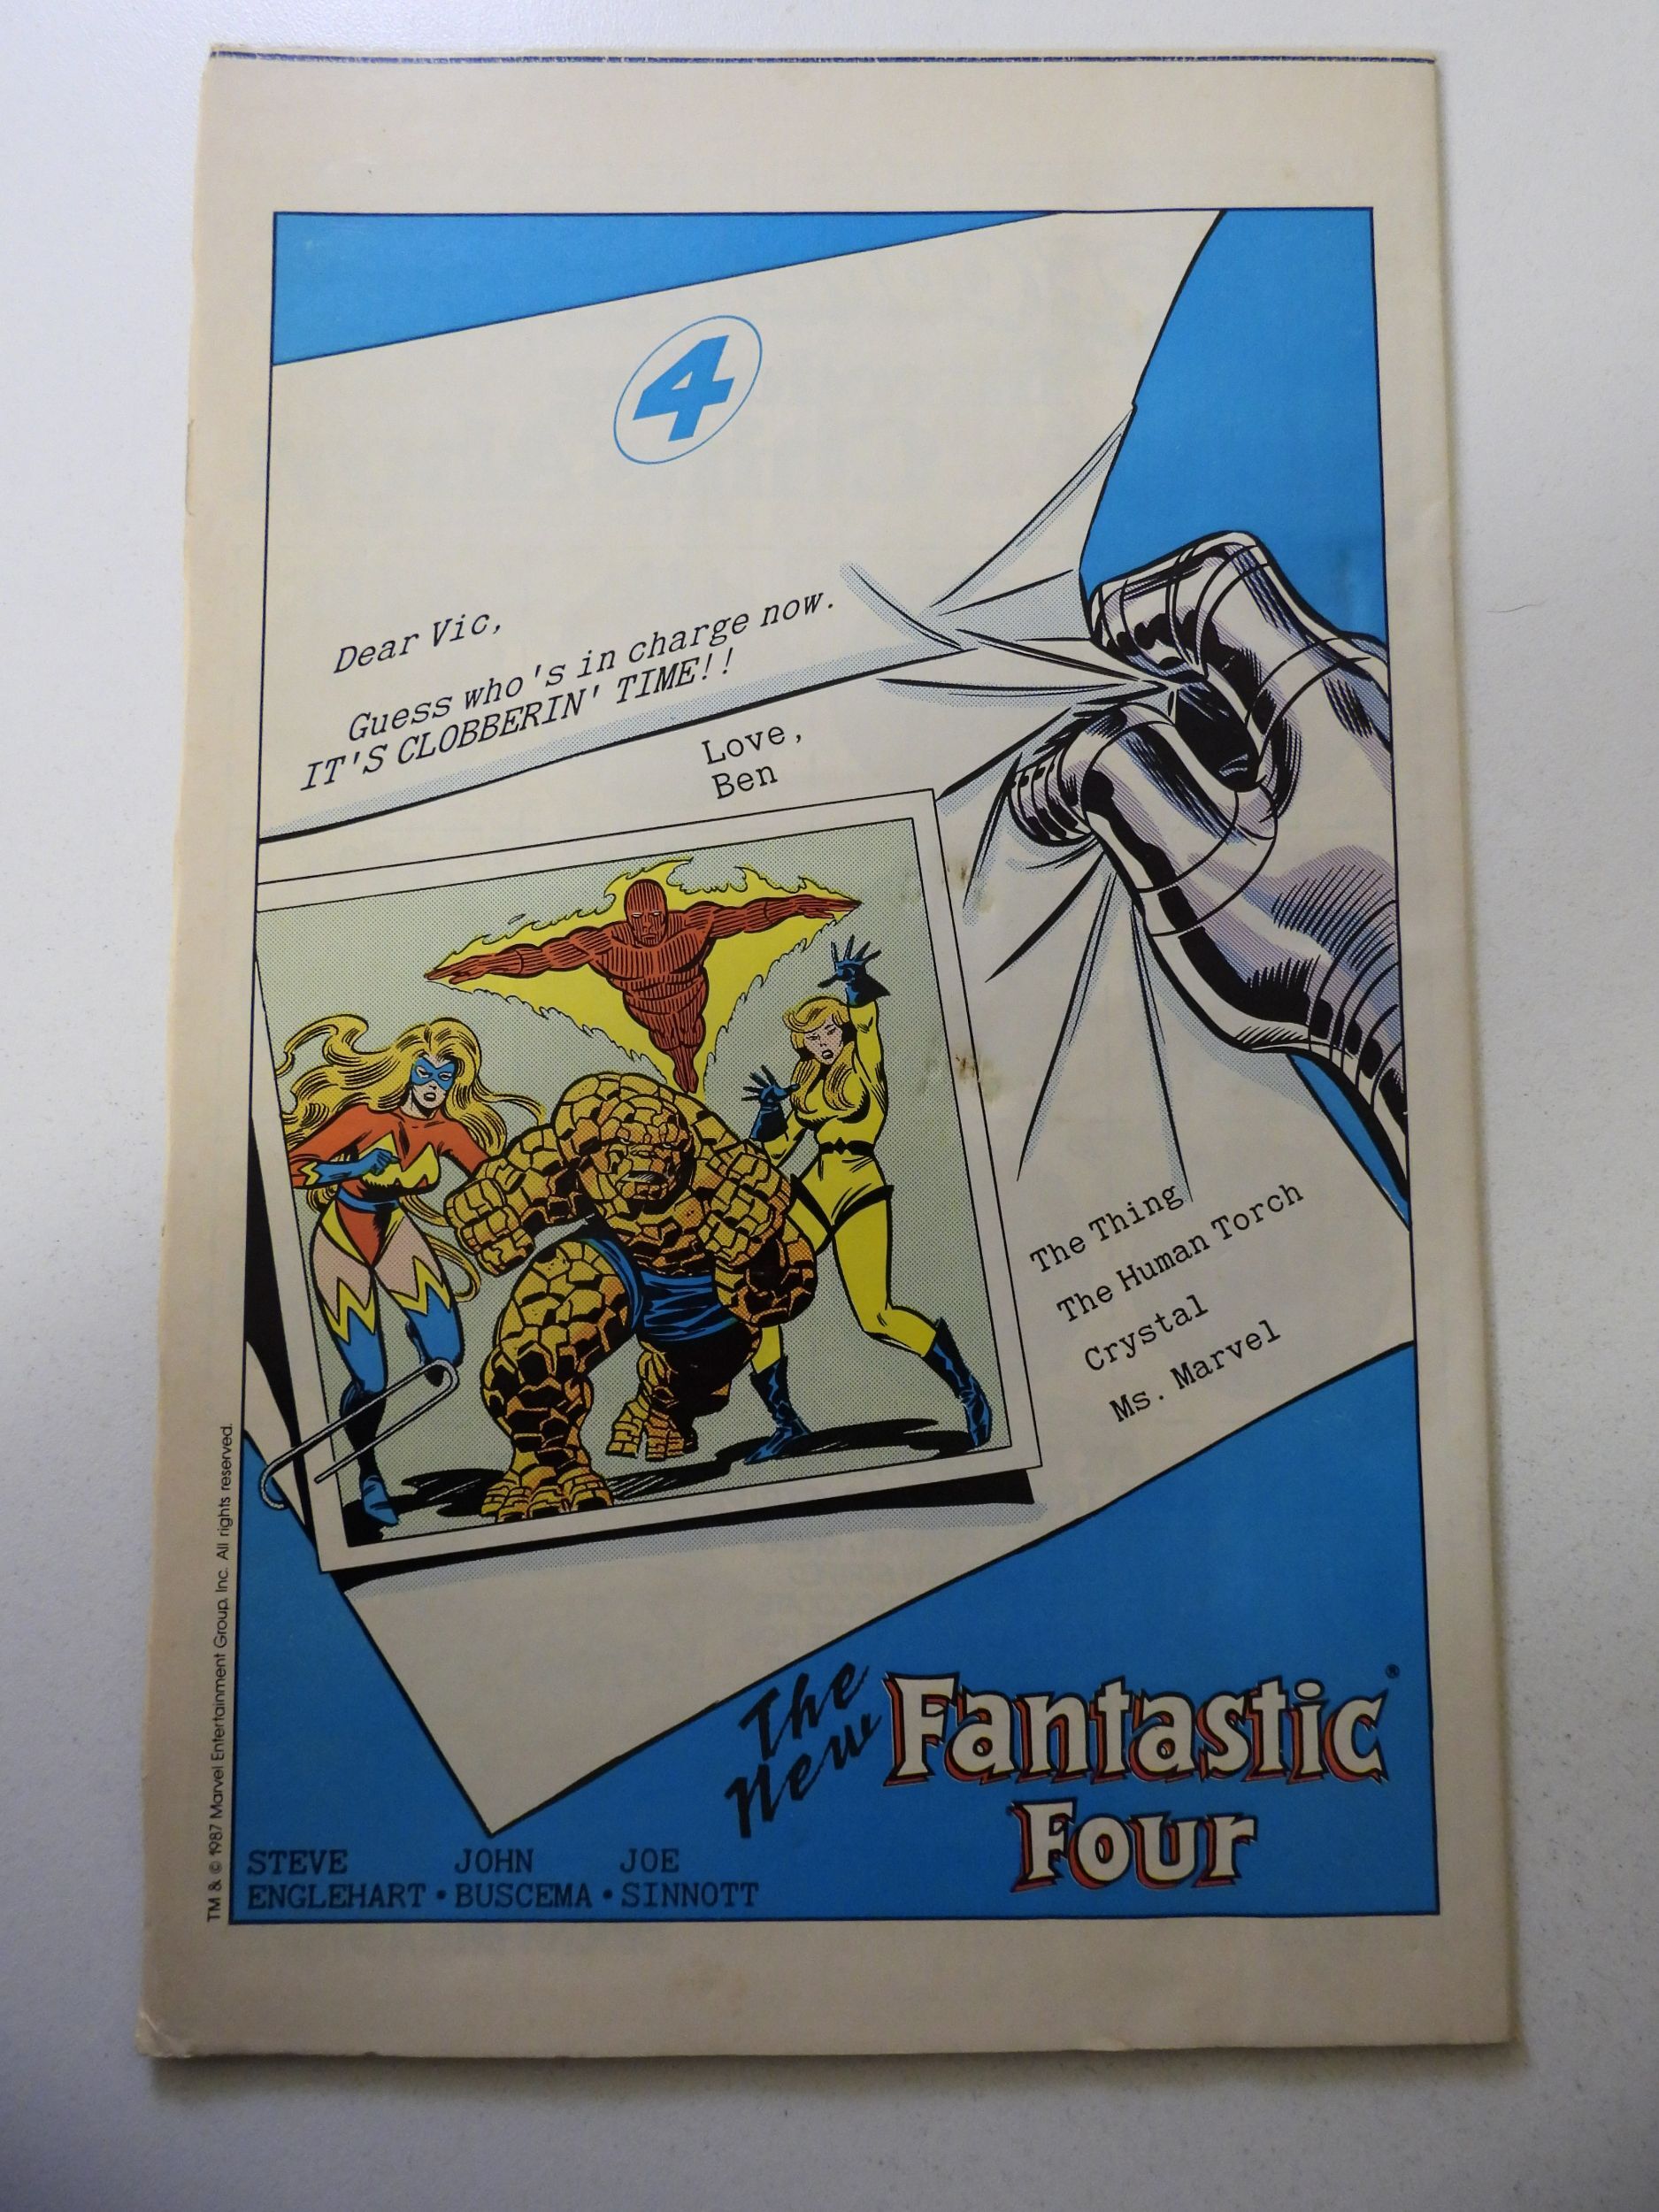 4
Dear Vic,
Guess who's in charge now.
IT'S CLOBBERIN' TIME!!
Love,
Ben
The Thing
The Human Torch
Crystal
Ms. Marvel
The
New
Fantastic®
Four
STEVE JOHN JOE
ENGLEHART • BUSCEMA • SINNOTT
TM & © 1987 Marvel Entertainment Group, Inc. All rights reserved.